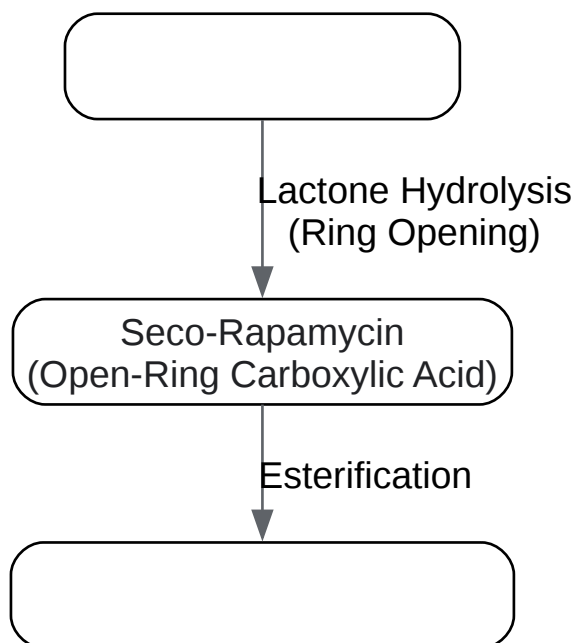 Lactone Hydrolysis
(Ring Opening)
Seco-Rapamycin
(Open-Ring Carboxylic Acid)
Esterification